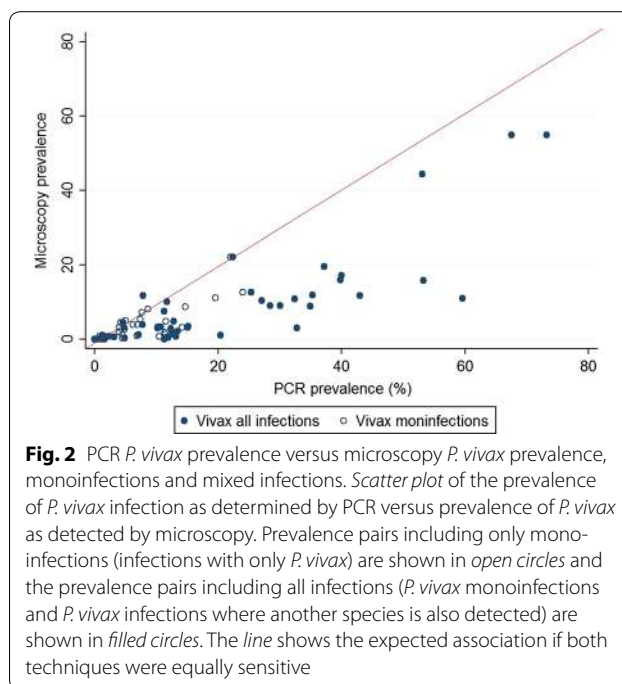 80
60
40
20
0
Microscopy prevalence
0 20 40 60 80
PCR prevalence (%)
Vivax all infections Vivax moninfections
Fig. 2 PCR P. vivax prevalence versus microscopy P. vivax prevalence,
monoinfections and mixed infections. Scatter plot of the prevalence
of P. vivax infection as determined by PCR versus prevalence of P. vivax
as detected by microscopy. Prevalence pairs including only mono-
infections (infections with only P. vivax) are shown in open circles and
the prevalence pairs including all infections (P. vivax monoinfections
and P. vivax infections where another species is also detected) are
shown in filled circles. The line shows the expected association if both
techniques were equally sensitive